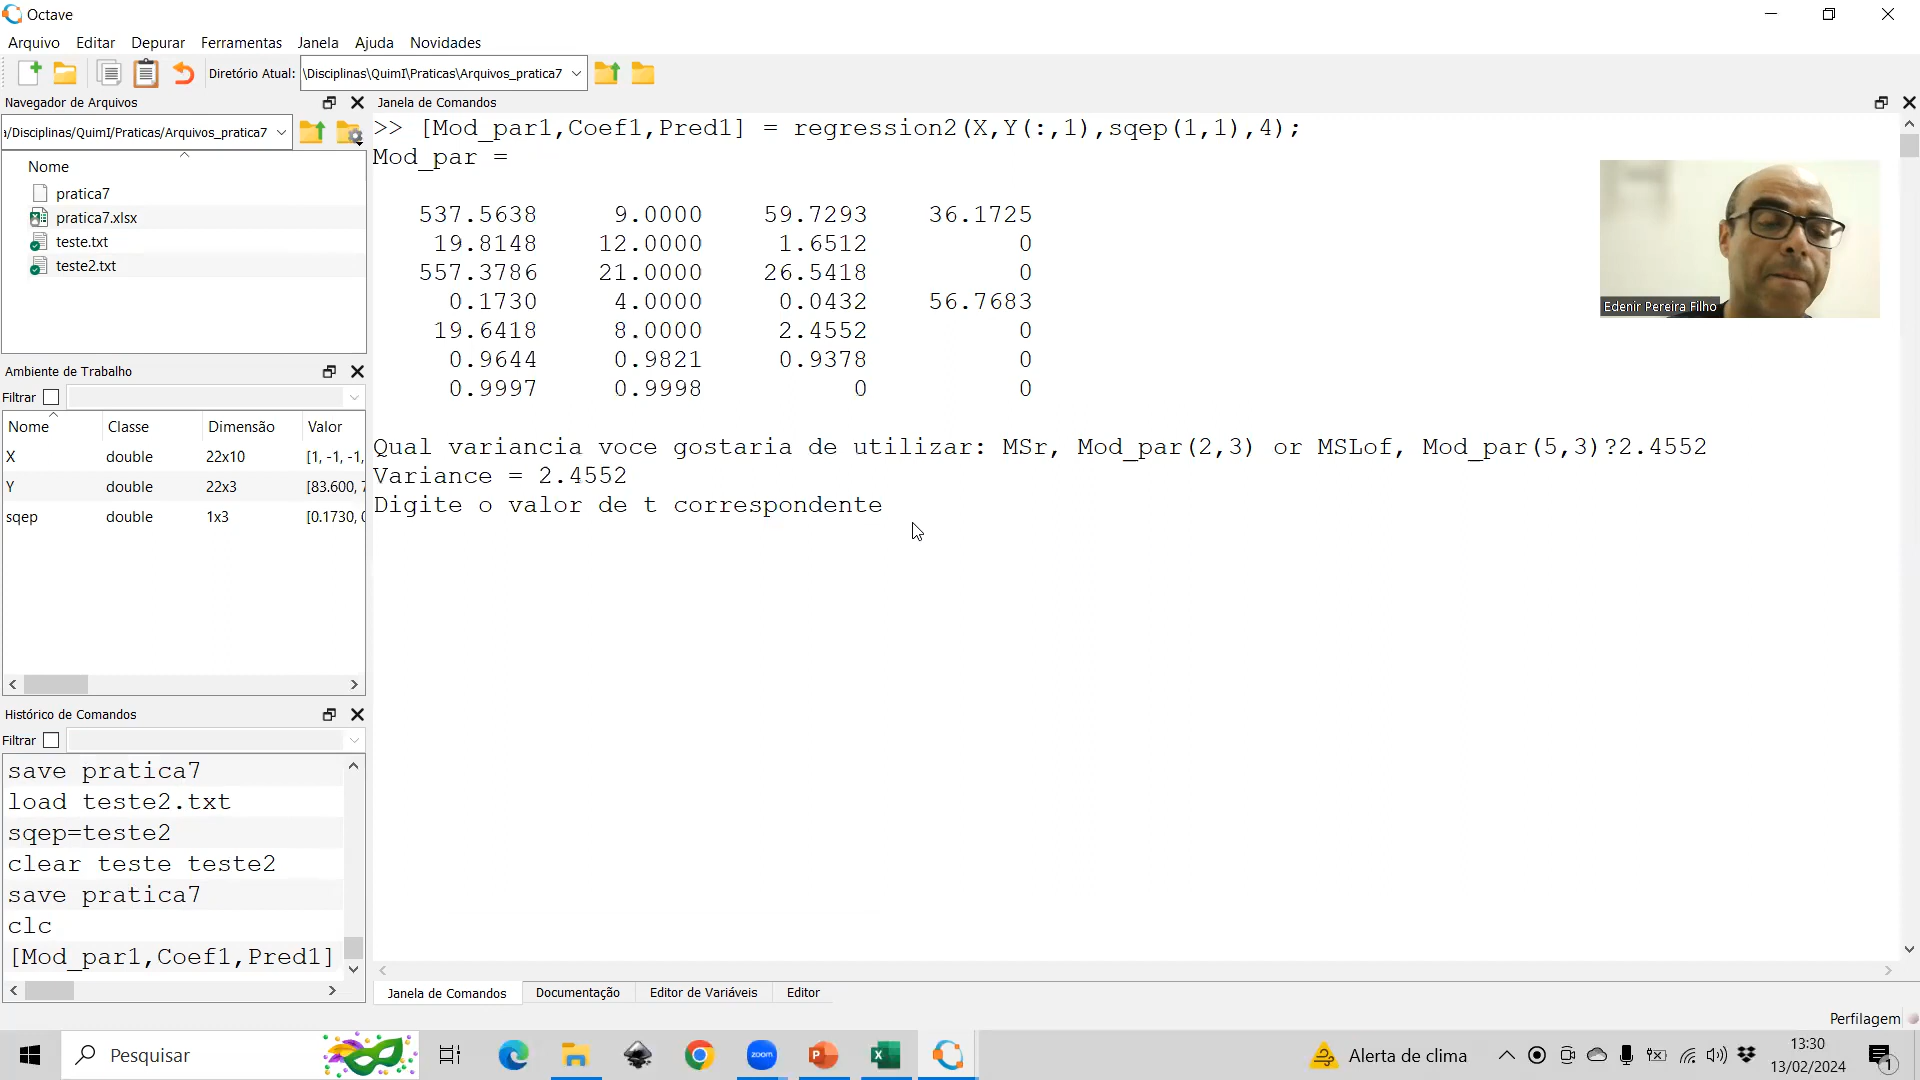 Octave
Arquivo Editar Depurar Ferramentas Janela Ajuda Novidades
Diretório Atual: \Disciplinas\QuimI\Praticas\Arquivos_pratica7
Navegador de Arquivos
a/Disciplinas/QuimI/Praticas/Arquivos_pratica7
Nome
pratica7
pratica7.xlsx
teste.txt
teste2.txt
Ambiente de Trabalho
Filtrar
Nome Classe Dimensão Valor
X double 22x10 [1, -1, -1,
Y double 22x3 [83.600, 7
sqep double 1x3 [0.1730, 0
Histórico de Comandos
Filtrar
save pratica7
load teste2.txt
sqep=teste2
clear teste teste2
save pratica7
clc
[Mod_par1,Coef1,Pred1]
Janela de Comandos
>> [Mod_par1,Coef1,Pred1] = regression2(X,Y(:,1),sqep(1,1),4);
Mod_par =
537.5638 9.0000 59.7293 36.1725
19.8148 12.0000 1.6512 0
557.3786 21.0000 26.5418 0
0.1730 4.0000 0.0432 56.7683
19.6418 8.0000 2.4552 0
0.9644 0.9821 0.9378 0
0.9997 0.9998 0 0
Qual variancia voce gostaria de utilizar: MSr, Mod_par(2,3) or MSLof, Mod_par(5,3)?2.4552
Variance = 2.4552
Digite o valor de t correspondente
Edenir Pereira Filho
Janela de Comandos Documentação Editor de Variáveis Editor
Perfilagem
Pesquisar
zoom
Alerta de clima
13:30
13/02/2024
1